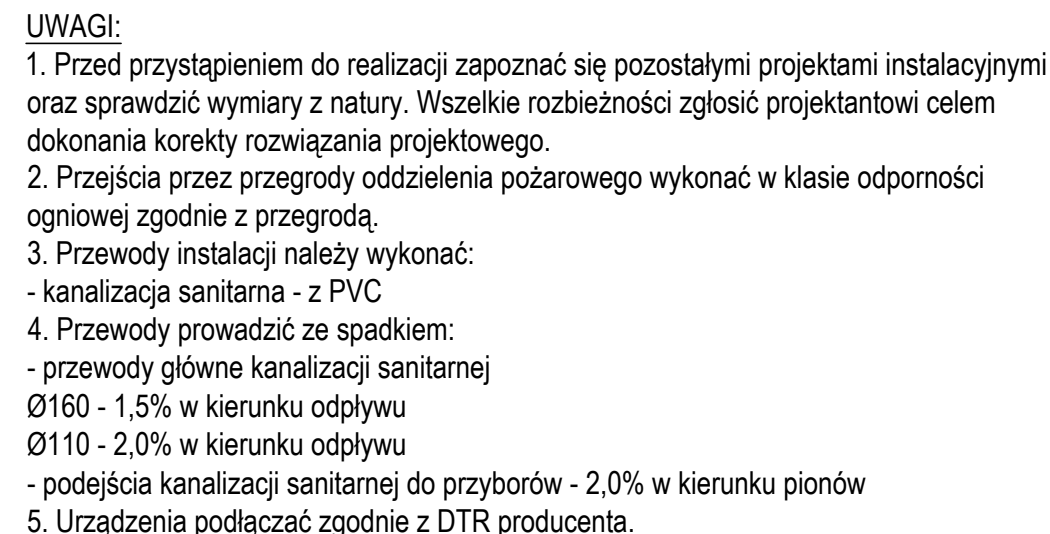 UWAGI:
1. Przed przystąpieniem do realizacji zapoznać się pozostałymi projektami instalacyjnymi
oraz sprawdzić wymiary z natury. Wszelkie rozbieżności zgłosić projektantowi celem
dokonania korekty rozwiązania projektowego.
2. Przejścia przez przegrody oddzielenia pożarowego wykonać w klasie odporności
ogniowej zgodnie z przegrodą.
3. Przewody instalacji należy wykonać:
- kanalizacja sanitarna - z PVC
4. Przewody prowadzić ze spadkiem:
- przewody główne kanalizacji sanitarnej
Ø160 - 1,5% w kierunku odpływu
Ø110 - 2,0% w kierunku odpływu
- podejścia kanalizacji sanitarnej do przyborów - 2,0% w kierunku pionów
5. Urządzenia podłączać zgodnie z DTR producenta.